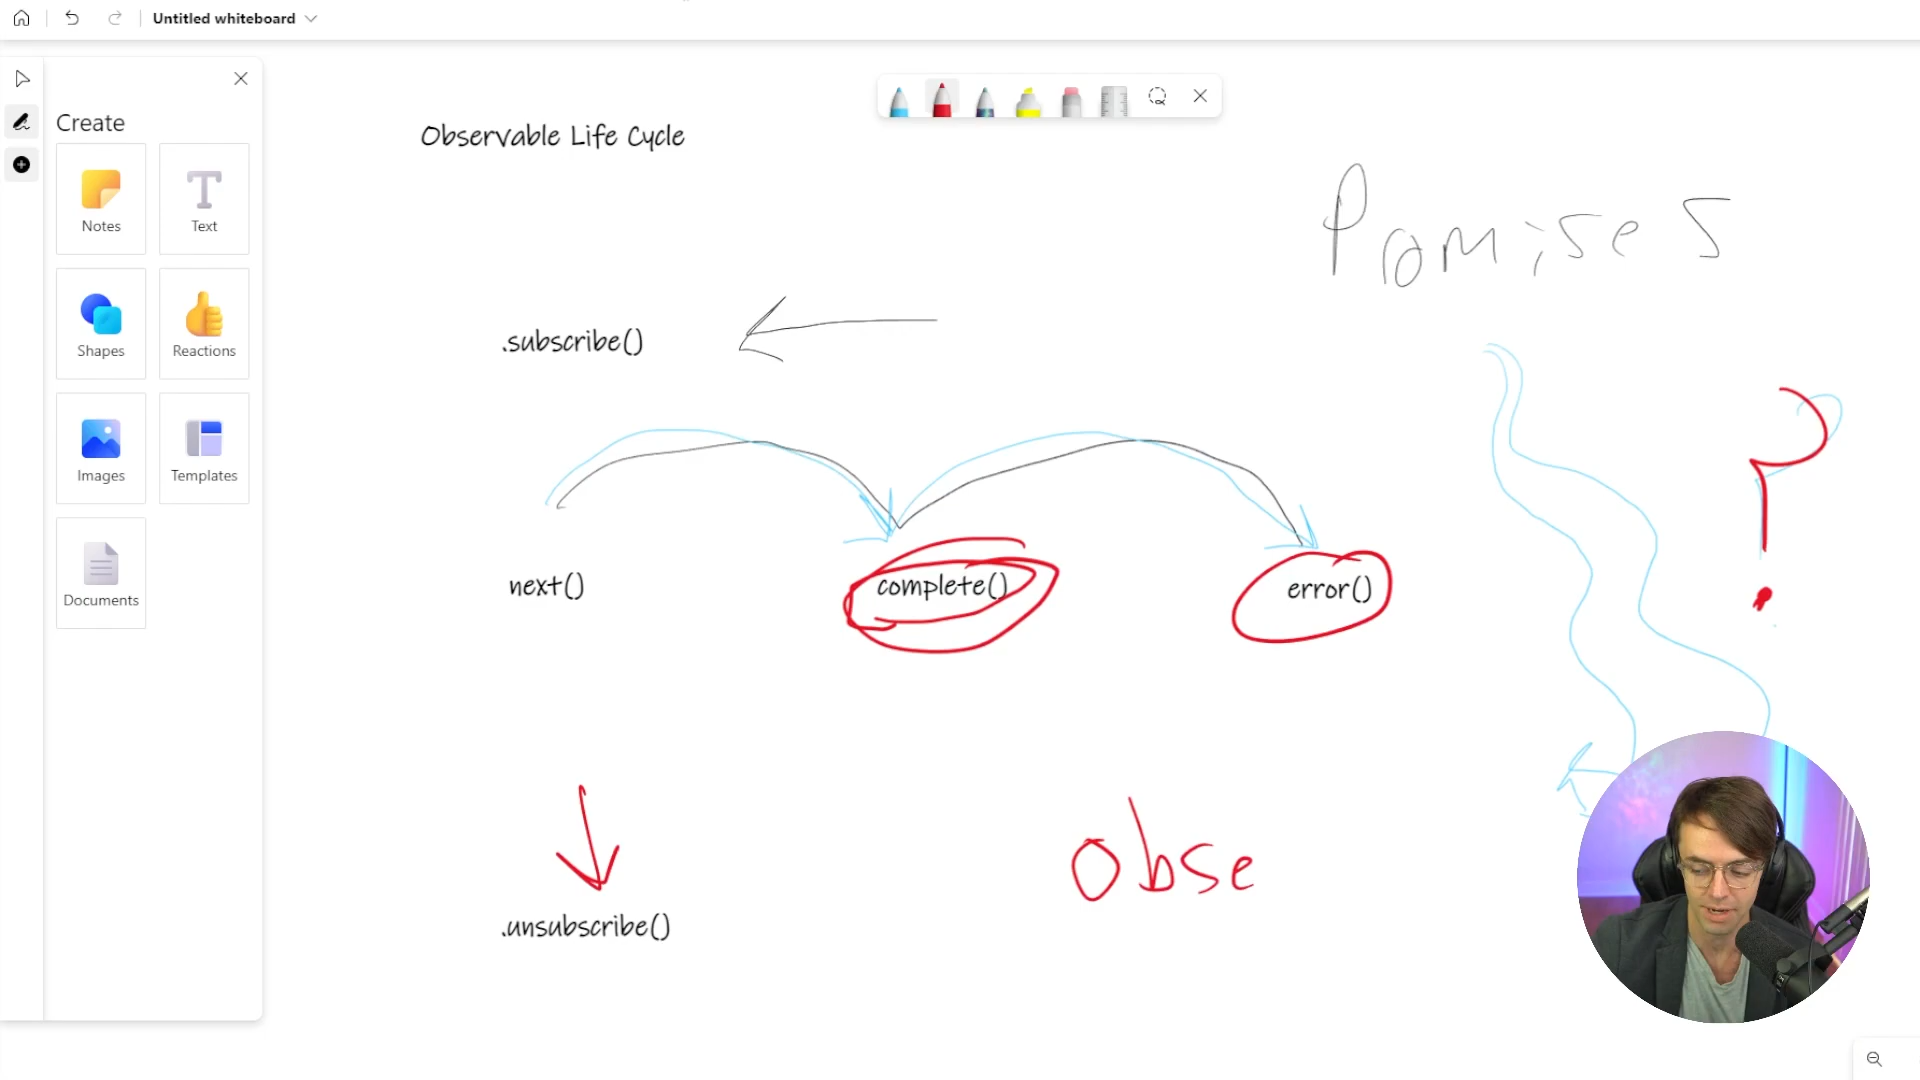 Untitled whiteboard
Create
Notes
Text
Shapes
Reactions
Images
Templates
Documents
Observable Life Cycle
Promises
.subscribe()
next()
complete()
error()
?
obse
.unsubscribe()